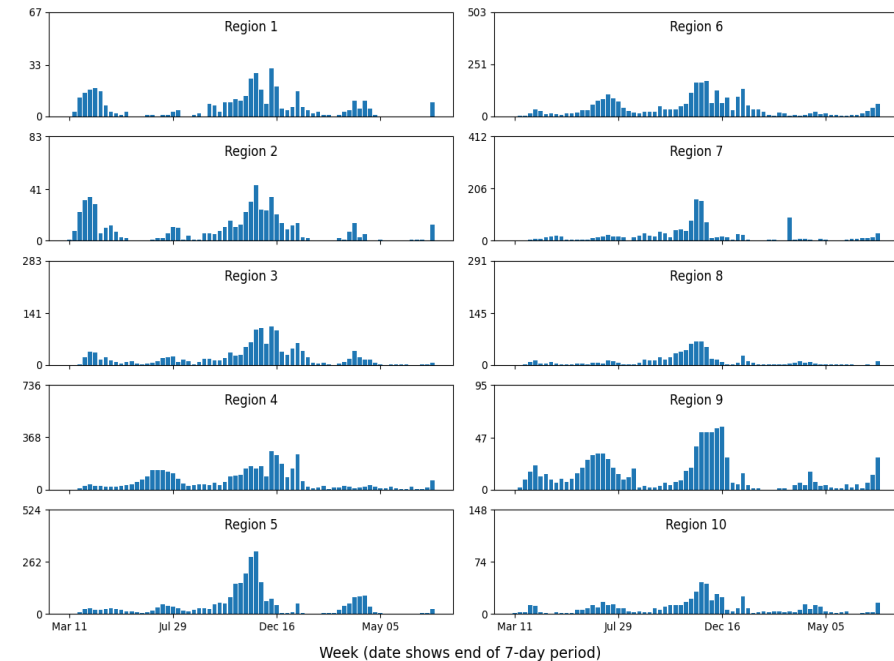 67
33
0
Region 1
503
251
0
Region 6
83
41
0
Region 2
412
206
0
Region 7
283
141
0
Region 3
291
145
0
Region 8
736
368
0
Region 4
95
47
0
Region 9
524
262
0
Region 5
Mar 11 Jul 29 Dec 16 May 05
148
74
0
Region 10
Mar 11 Jul 29 Dec 16 May 05
Week (date shows end of 7-day period)